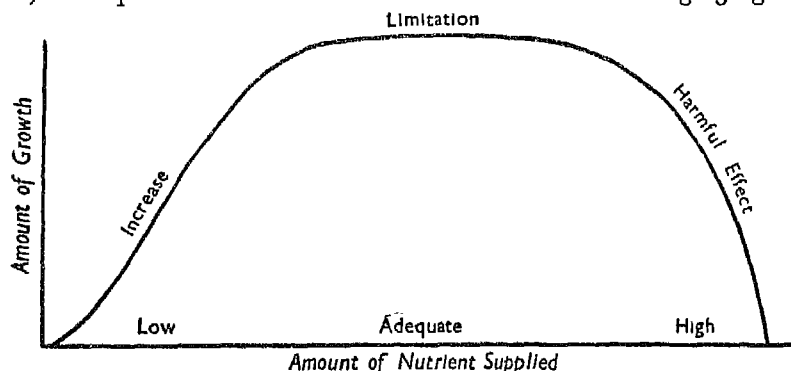 Limitation
Harmful Effect
Increase
Amount of Growth
Low Adequate High
Amount of Nutrient Supplied